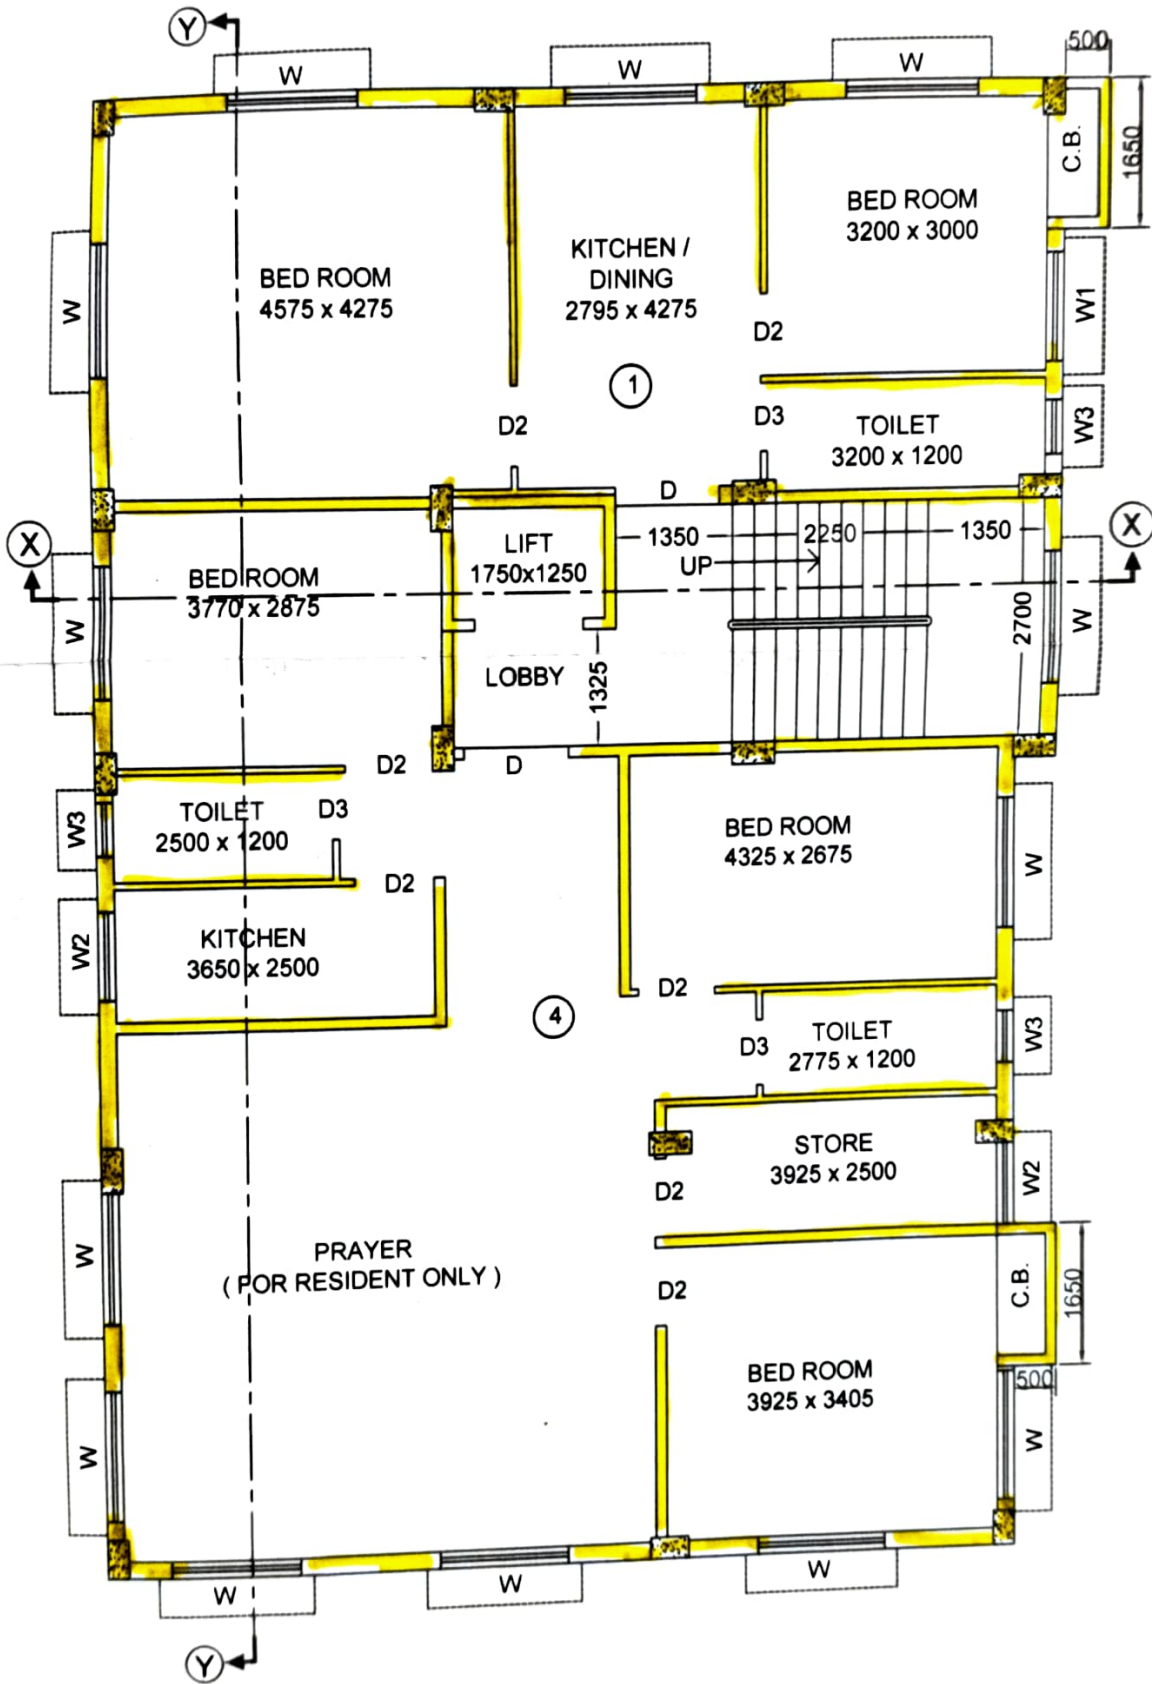 Y
W
W
W
500
C.B.
1650
BED ROOM
3200 x 3000
KITCHEN /
DINING
2795 x 4275
BED ROOM
4575 x 4275
W
W1
D2
1
D3
TOILET
3200 x 1200
W3
D2
D
X
LIFT
1750x1250
1350
2250
1350
X
UP
BED ROOM
3770 x 2875
W
W
2700
LOBBY
1325
D2
D
TOILET
2500 x 1200
D3
W3
BED ROOM
4325 x 2675
W
D2
KITCHEN
3650 x 2500
W2
D2
4
TOILET
2775 x 1200
D3
W3
STORE
3925 x 2500
W2
D2
PRAYER
( FOR RESIDENT ONLY )
W
D2
C.B.
1650
BED ROOM
3925 x 3405
500
W
W
W
W
W
Y